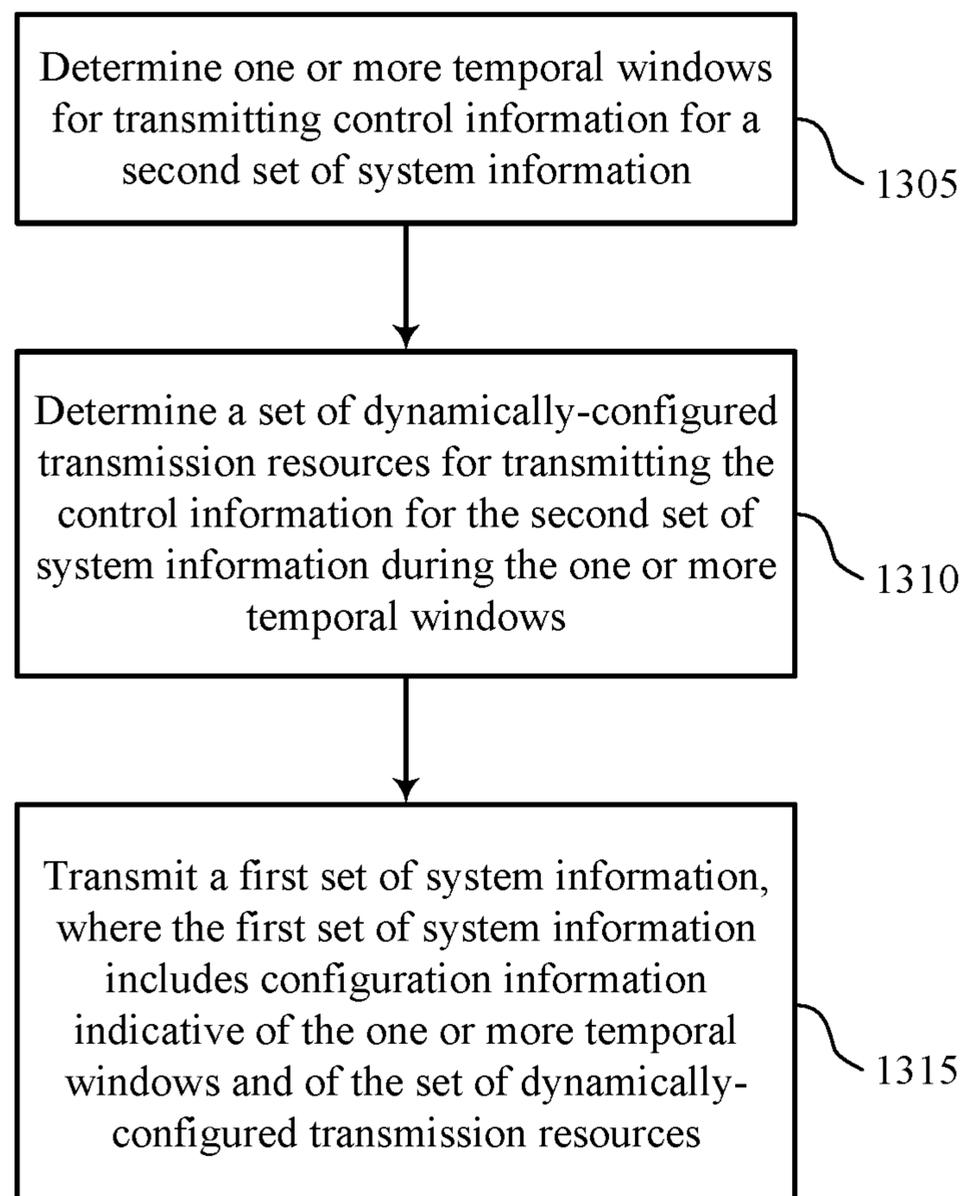 Determine one or more temporal windows
for transmitting control information for a
second set of system information
1305
Determine a set of dynamically-configured
transmission resources for transmitting the
control information for the second set of
system information during the one or more
temporal windows
1310
Transmit a first set of system information,
where the first set of system information
includes configuration information
indicative of the one or more temporal
windows and of the set of dynamically-
configured transmission resources
1315